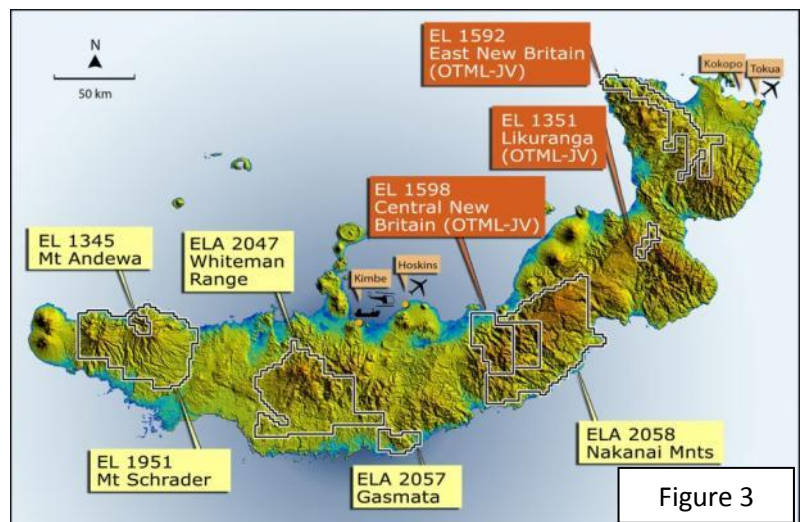 N
50 km
EL 1592
East New Britain
(OTML-JV)
Kokopo
Tokua
EL 1351
Likuranga
(OTML-JV)
EL 1598
Central New
Britain (OTML-JV)
EL 1345
Mt Andewa
ELA 2047
Whiteman
Range
Kimbe
Hoskins
EL 1951
Mt Schrader
ELA 2057
Gasmata
ELA 2058
Nakanai Mnts
Figure 3